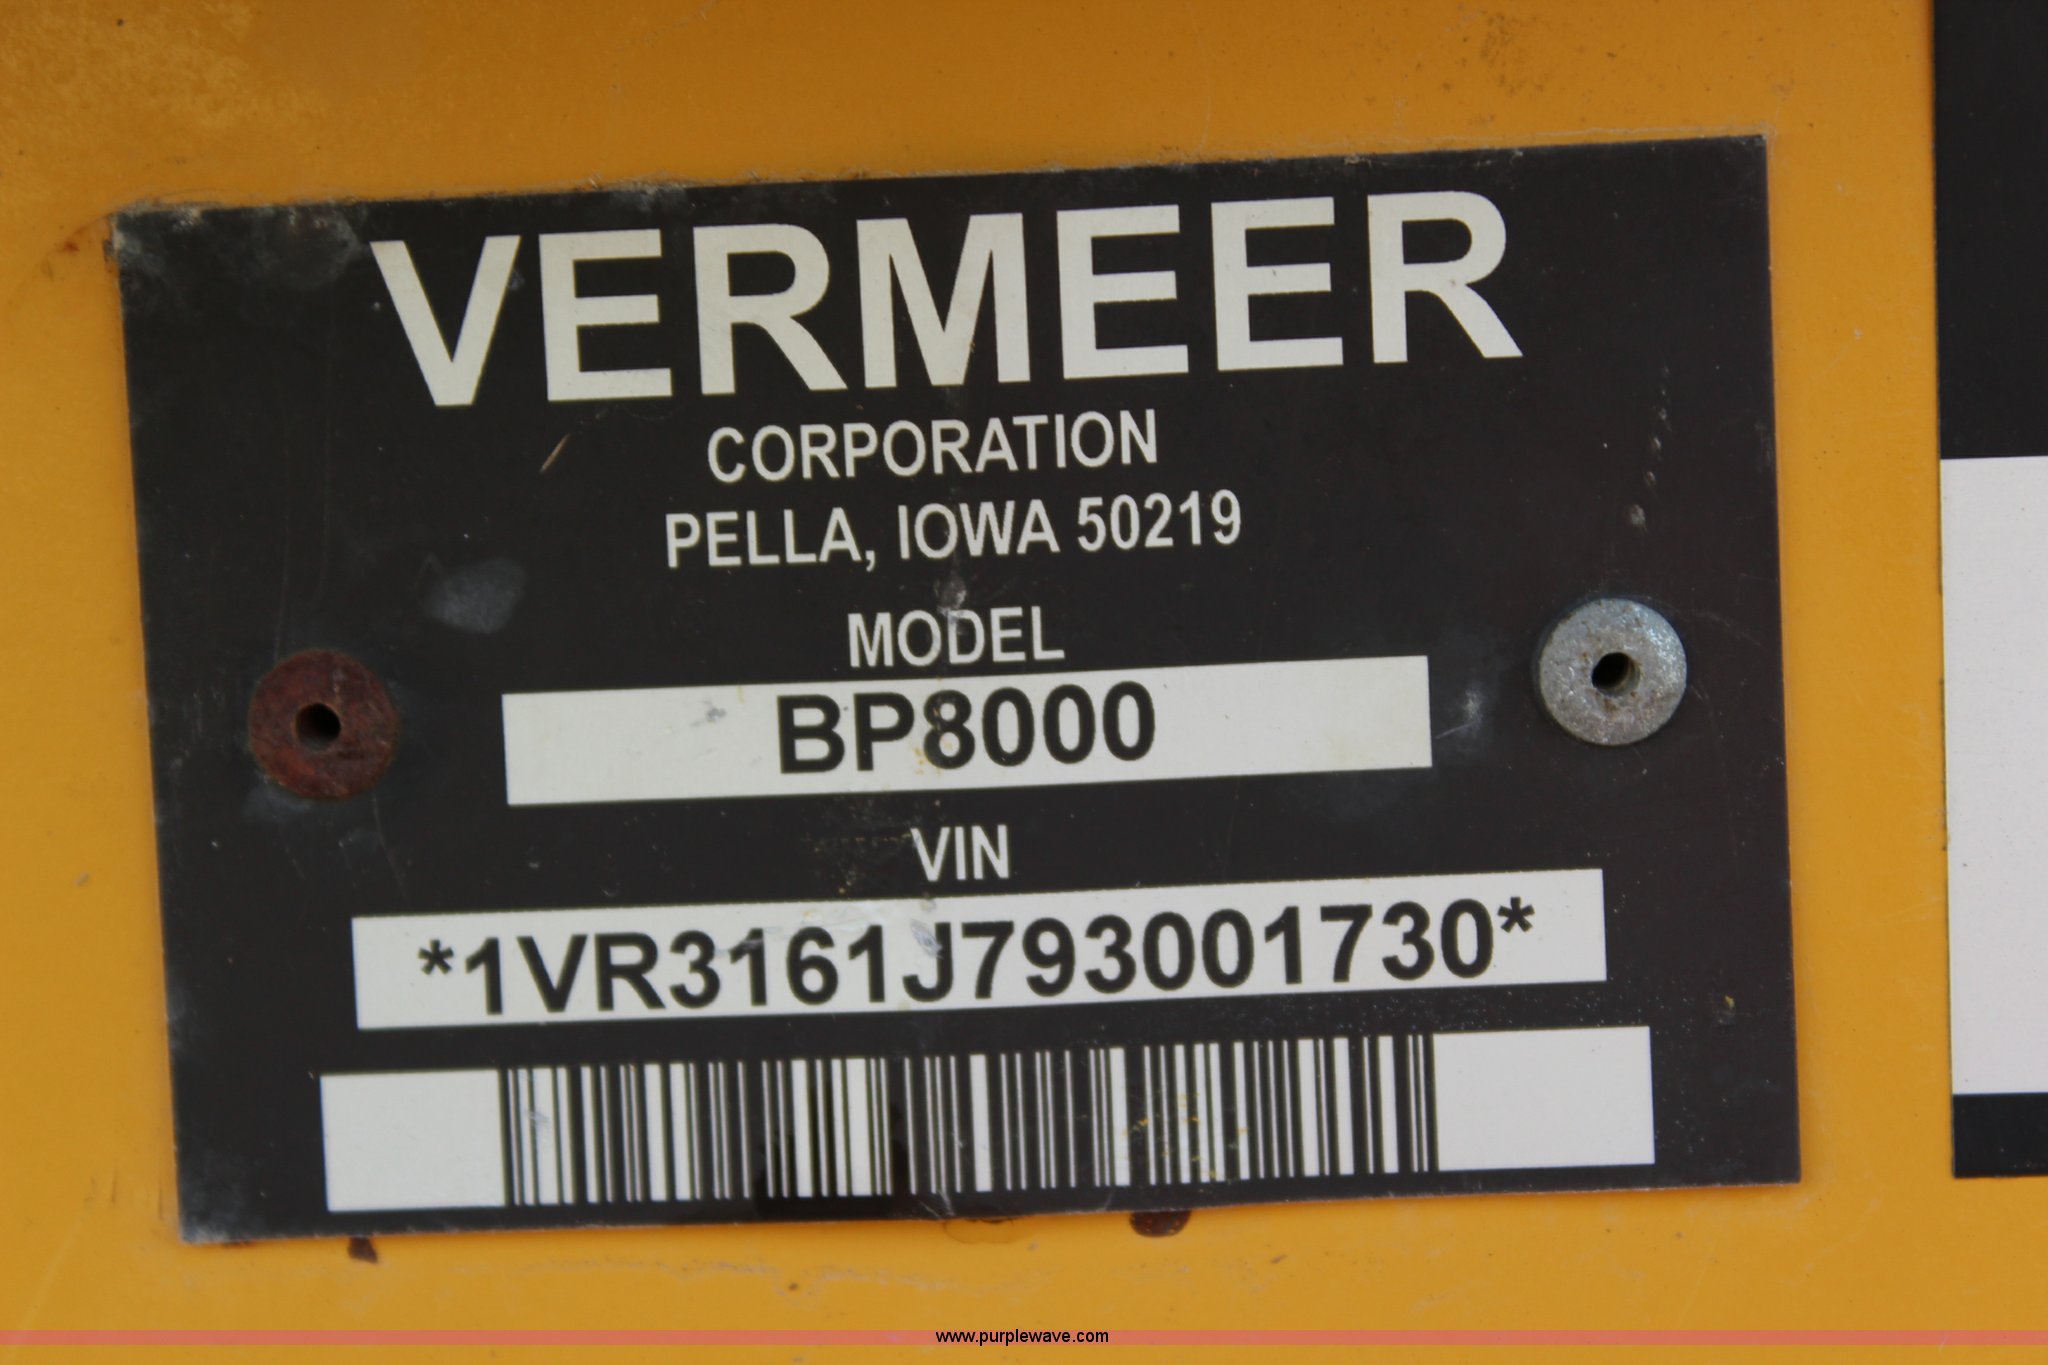 VERMEER
CORPORATION
PELLA, IOWA 50219
MODEL
BP8000
VIN
*1VR3161J793001730*
www.purplewave.com